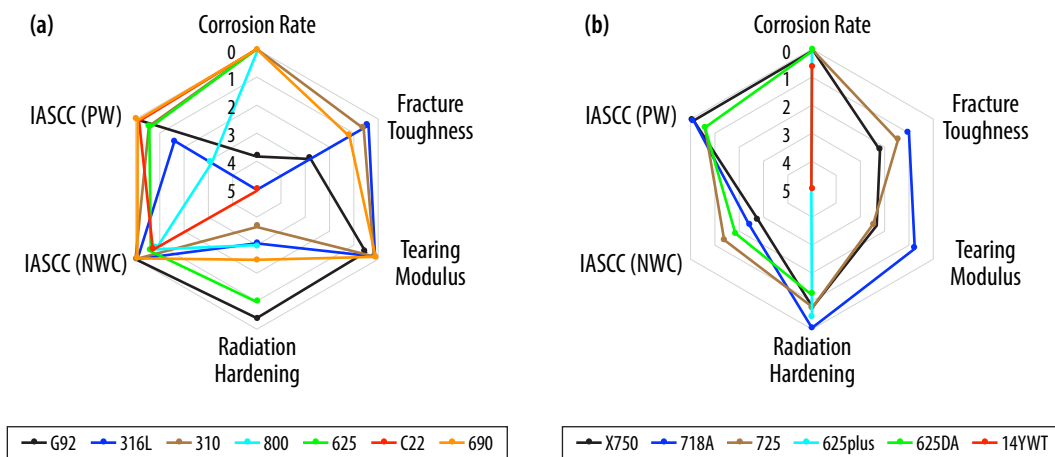 (a)
Corrosion Rate
0
1
2
3
4
5
Fracture
Toughness
Tearing
Modulus
Radiation
Hardening
IASCC (NWC)
IASCC (PW)
G92 316L 310 800 625 C22 690
(b)
Corrosion Rate
0
1
2
3
4
5
Fracture
Toughness
Tearing
Modulus
Radiation
Hardening
IASCC (NWC)
IASCC (PW)
X750 718A 725 625plus 625DA 14YWT